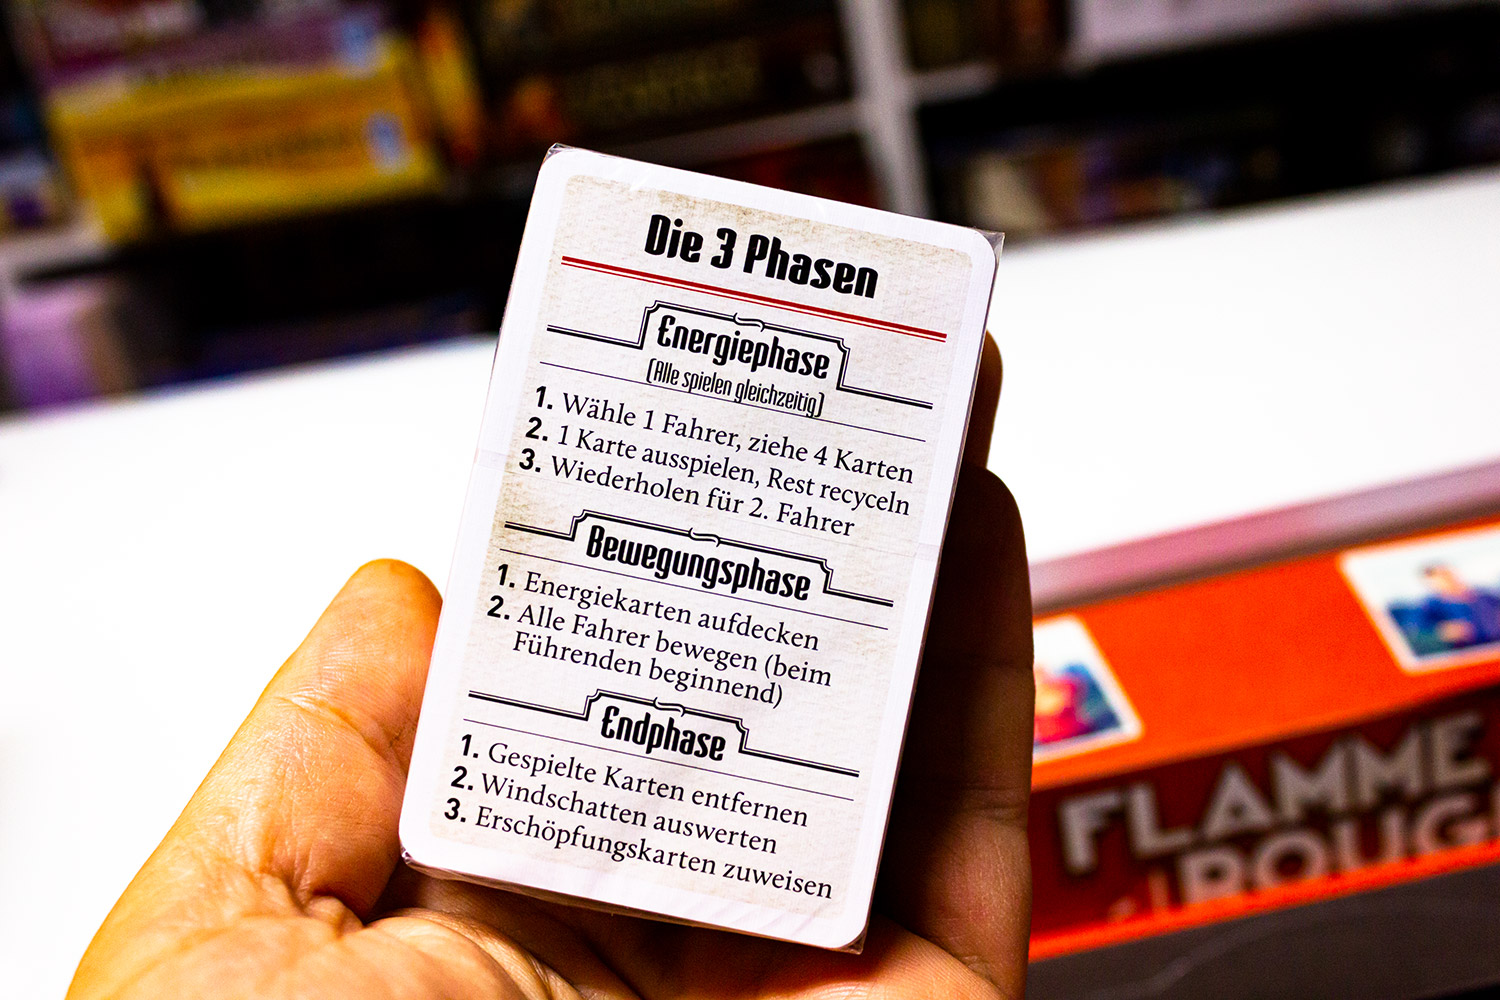 Die 3 Phasen
Energiephase
(Alle spielen gleichzeitig)
1. Wähle 1 Fahrer, ziehe 4 Karten
2. 1 Karte ausspielen, Rest recyceln
3. Wiederholen für 2. Fahrer
Bewegungsphase
1. Energiekarten aufdecken
2. Alle Fahrer bewegen (beim
Führenden beginnend)
Endphase
1. Gespielte Karten entfernen
2. Windschatten auswerten
3. Erschöpfungskarten zuweisen
FLAMME